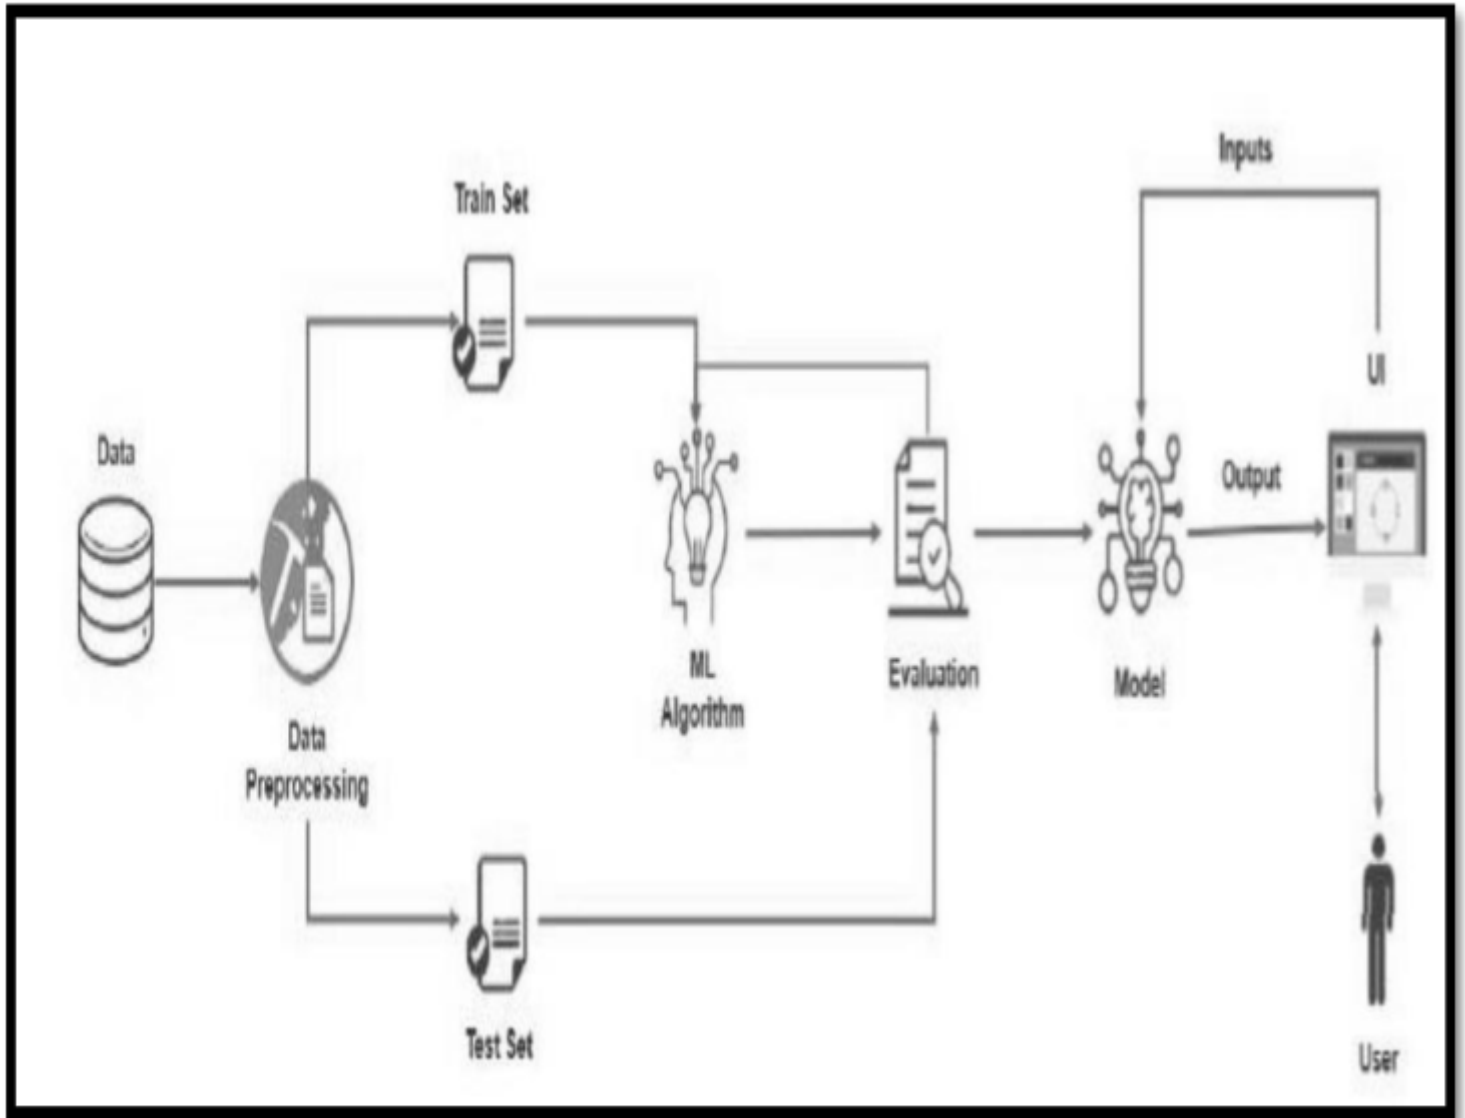 Train Set
Inputs
Data
UI
Output
Data
Preprocessing
ML
Algorithm
Evaluation
Model
Test Set
User